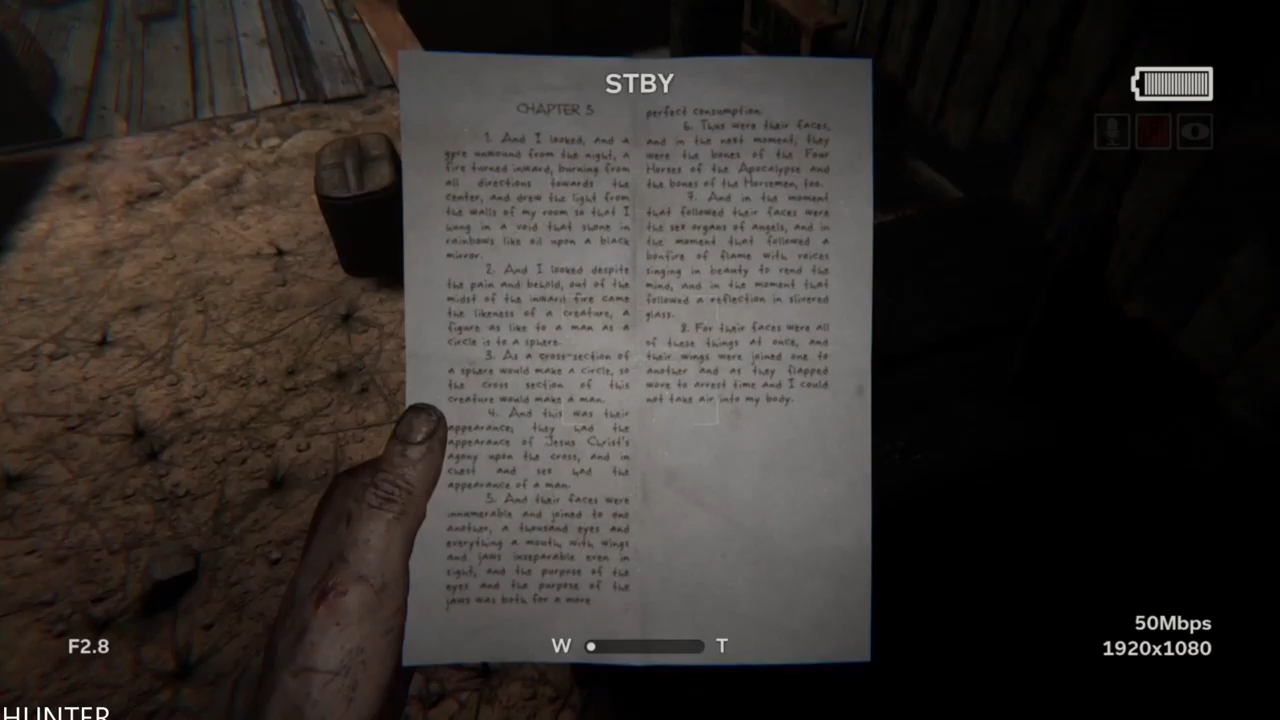 STBY
CHAPTER 5
1. And I looked, and a
gyre unwound from the night, a
fire turned inward, burning from
all directions towards the
center, and drew the light from
the walls of my room so that I
hung in a void that shone in
rainbows like oil upon a black
mirror.
2. And I looked despite
the pain and behold, out of the
midst of the inward fire came
the likeness of a creature, a
figure as like to a man as a
circle is to a sphere.
3. As a cross-section of
a sphere would make a circle, so
the cross section of this
creature would make a man.
4. And this was their
appearance; they had the
appearance of Jesus Christ's
agony upon the cross, and in
chest and sex had the
appearance of a man.
5. And their faces were
innumerable and joined to one
another, a thousand eyes and
everything a mouth, with wings
and jaws inseparable even in
sight, and the purpose of the
eyes and the purpose of the
jaws was both for a more
perfect consumption.
6. Thus were their faces,
and in the next moment; they
were the bones of the Four
Horses of the Apocalypse and
the bones of the Horsemen, too.
7. And in the moment
that followed their faces were
the sex organs of angels, and in
the moment that followed a
bonfire of flame with voices
singing in beauty to rend the
mind, and in the moment that
followed a reflection in slivered
glass.
8. For their faces were all
of these things at once, and
their wings were joined one to
another and as they flapped
wore to arrest time and I could
not take air into my body.
F2.8
W T
50Mbps
1920x1080
HUNTER